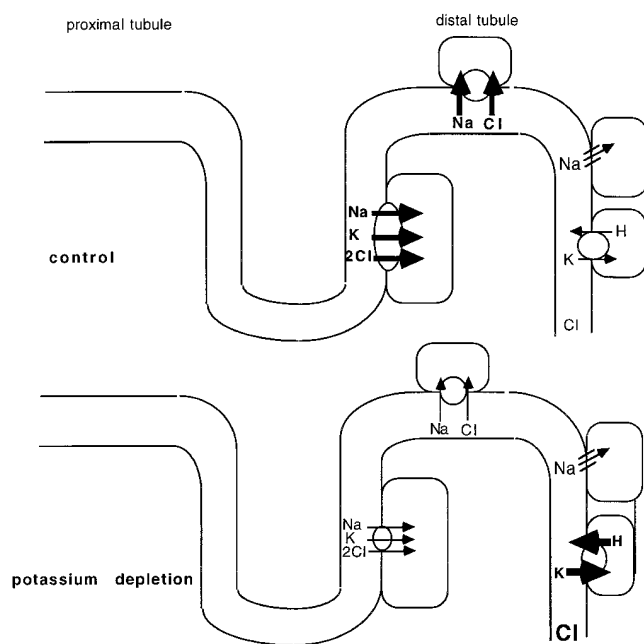 proximal tubule
distal tubule
Na Cl
Na
Na
K
2Cl
control
H
K
Cl
Na Cl
Na
Na
K
2Cl
potassium depletion
H
K
Cl